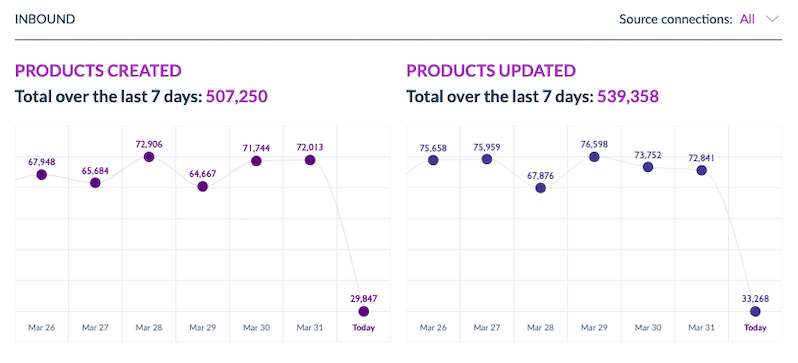 INBOUND
Source connections: All
PRODUCTS CREATED
Total over the last 7 days: 507,250
67,948
65,684
72,906
64,667
71,744
72,013
29,847
Mar 26
Mar 27
Mar 28
Mar 29
Mar 30
Mar 31
Today
PRODUCTS UPDATED
Total over the last 7 days: 539,358
75,658
75,959
67,876
76,598
73,752
72,841
33,268
Mar 26
Mar 27
Mar 28
Mar 29
Mar 30
Mar 31
Today